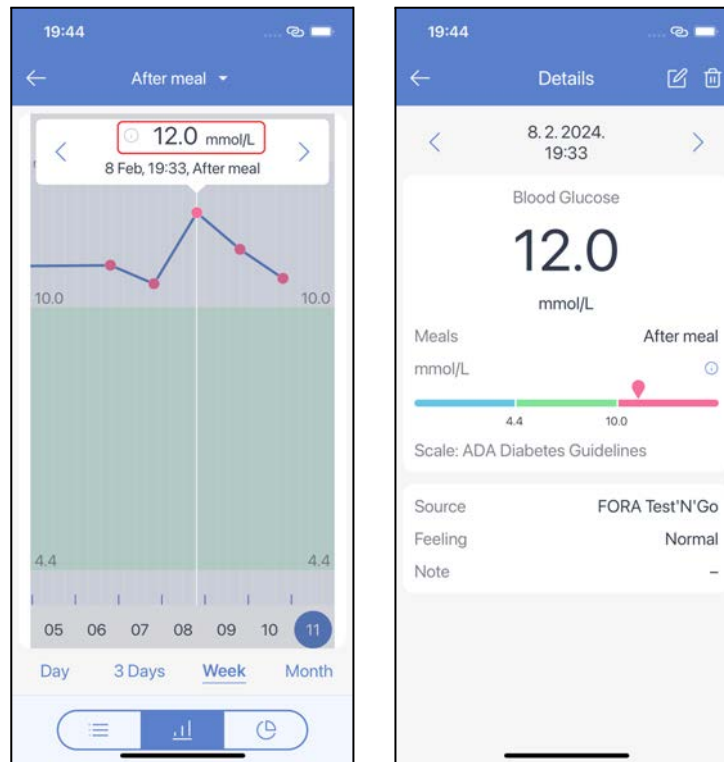 19:44
After meal
12.0 mmol/L
8 Feb, 19:33, After meal
10.0 10.0
4.4 4.4
05 06 07 08 09 10 11
Day 3 Days Week Month
19:44
Details
8. 2. 2024.
19:33
Blood Glucose
12.0
mmol/L
Meals After meal
mmol/L
4.4 10.0
Scale: ADA Diabetes Guidelines
Source FORA Test'N'Go
Feeling Normal
Note –